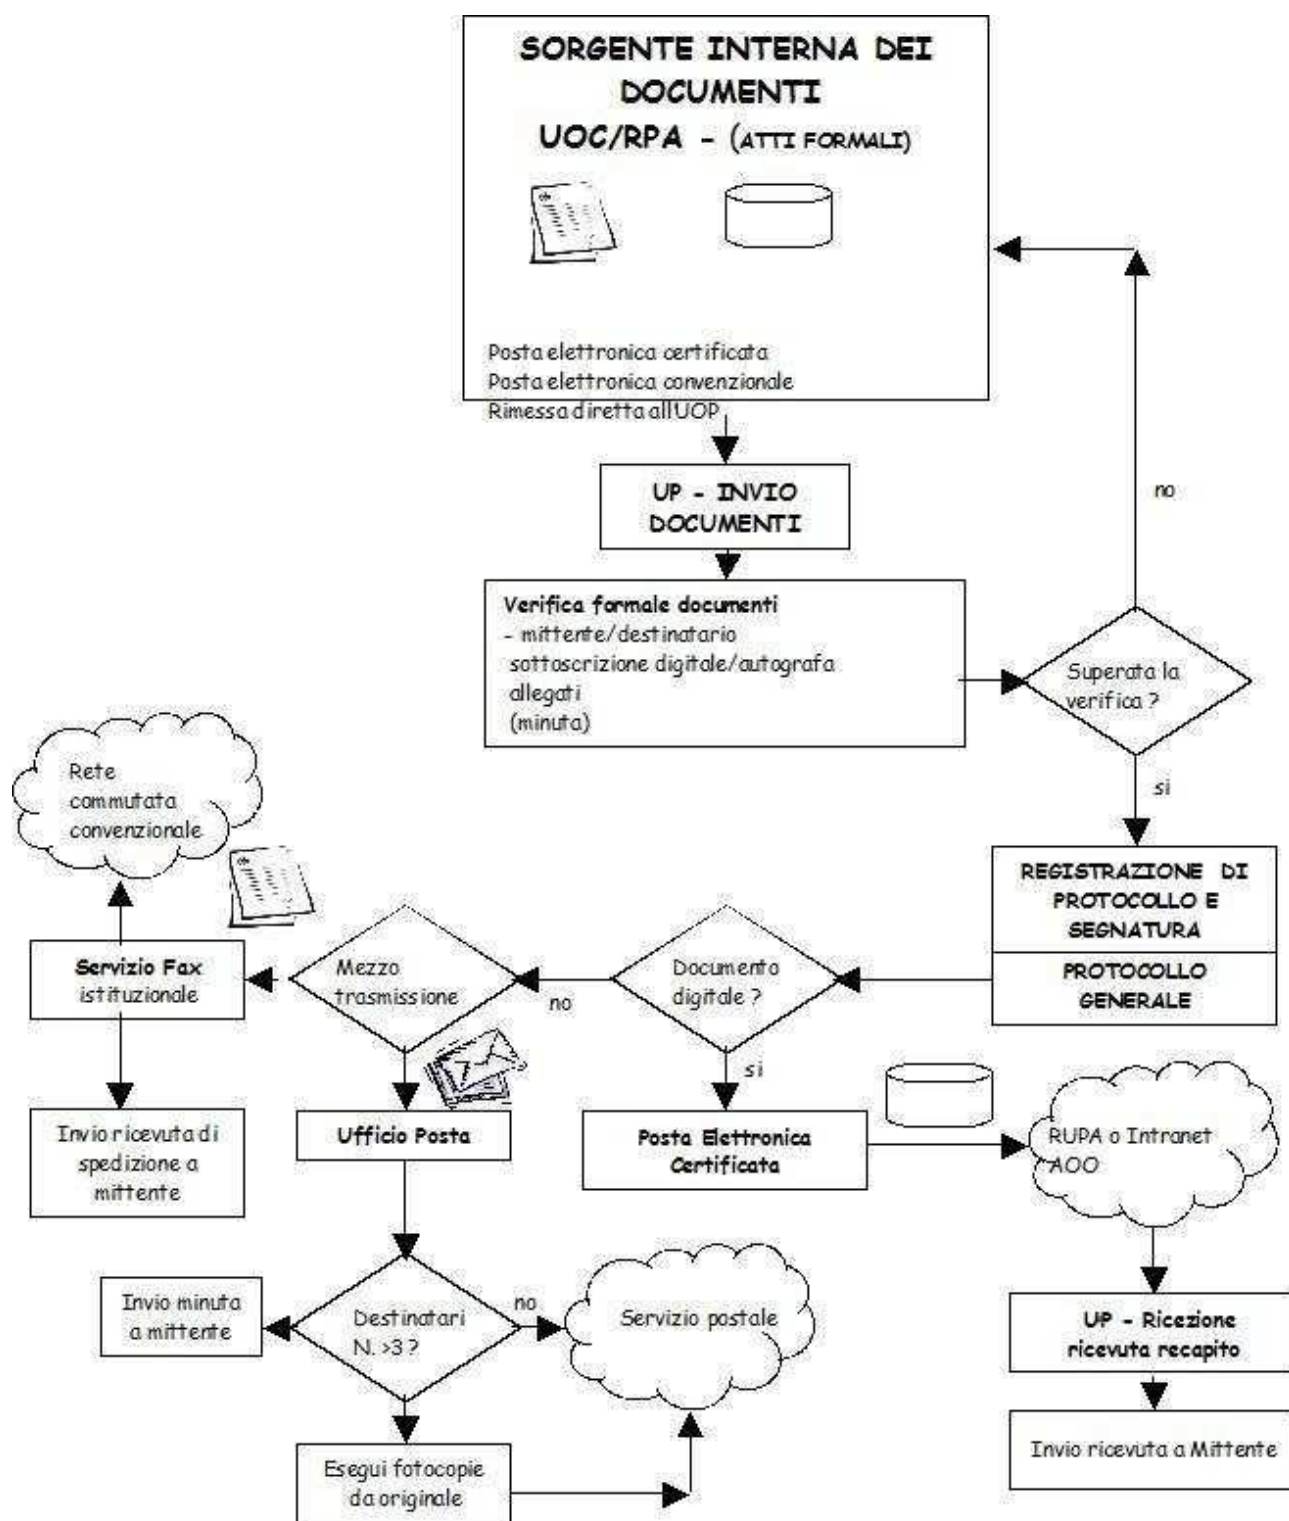 SORGENTE INTERNA DEI
DOCUMENTI
UOC/RPA - (ATTI FORMALI)
Posta elettronica certificata
Posta elettronica convenzionale
Rimessa diretta all'UOP
UP - INVIO
DOCUMENTI
no
Verifica formale documenti
- mittente/destinatario
sottoscrizione digitale/autografa
allegati
(minuta)
Superata la
verifica ?
si
Rete
commutata
convenzionale
REGISTRAZIONE DI
PROTOCOLLO E
SEGNATURA
PROTOCOLLO
GENERALE
Documento
digitale ?
no
Mezzo
trasmissione
Servizio Fax
istituzionale
si
Invio ricevuta di
spedizione a
mittente
Ufficio Posta
Posta Elettronica
Certificata
RUPA o Intranet
AOO
Invio minuta
a mittente
Destinatari
N. >3 ?
no
Servizio postale
UP - Ricezione
ricevuta recapito
Esegui fotocopie
da originale
Invio ricevuta a Mittente